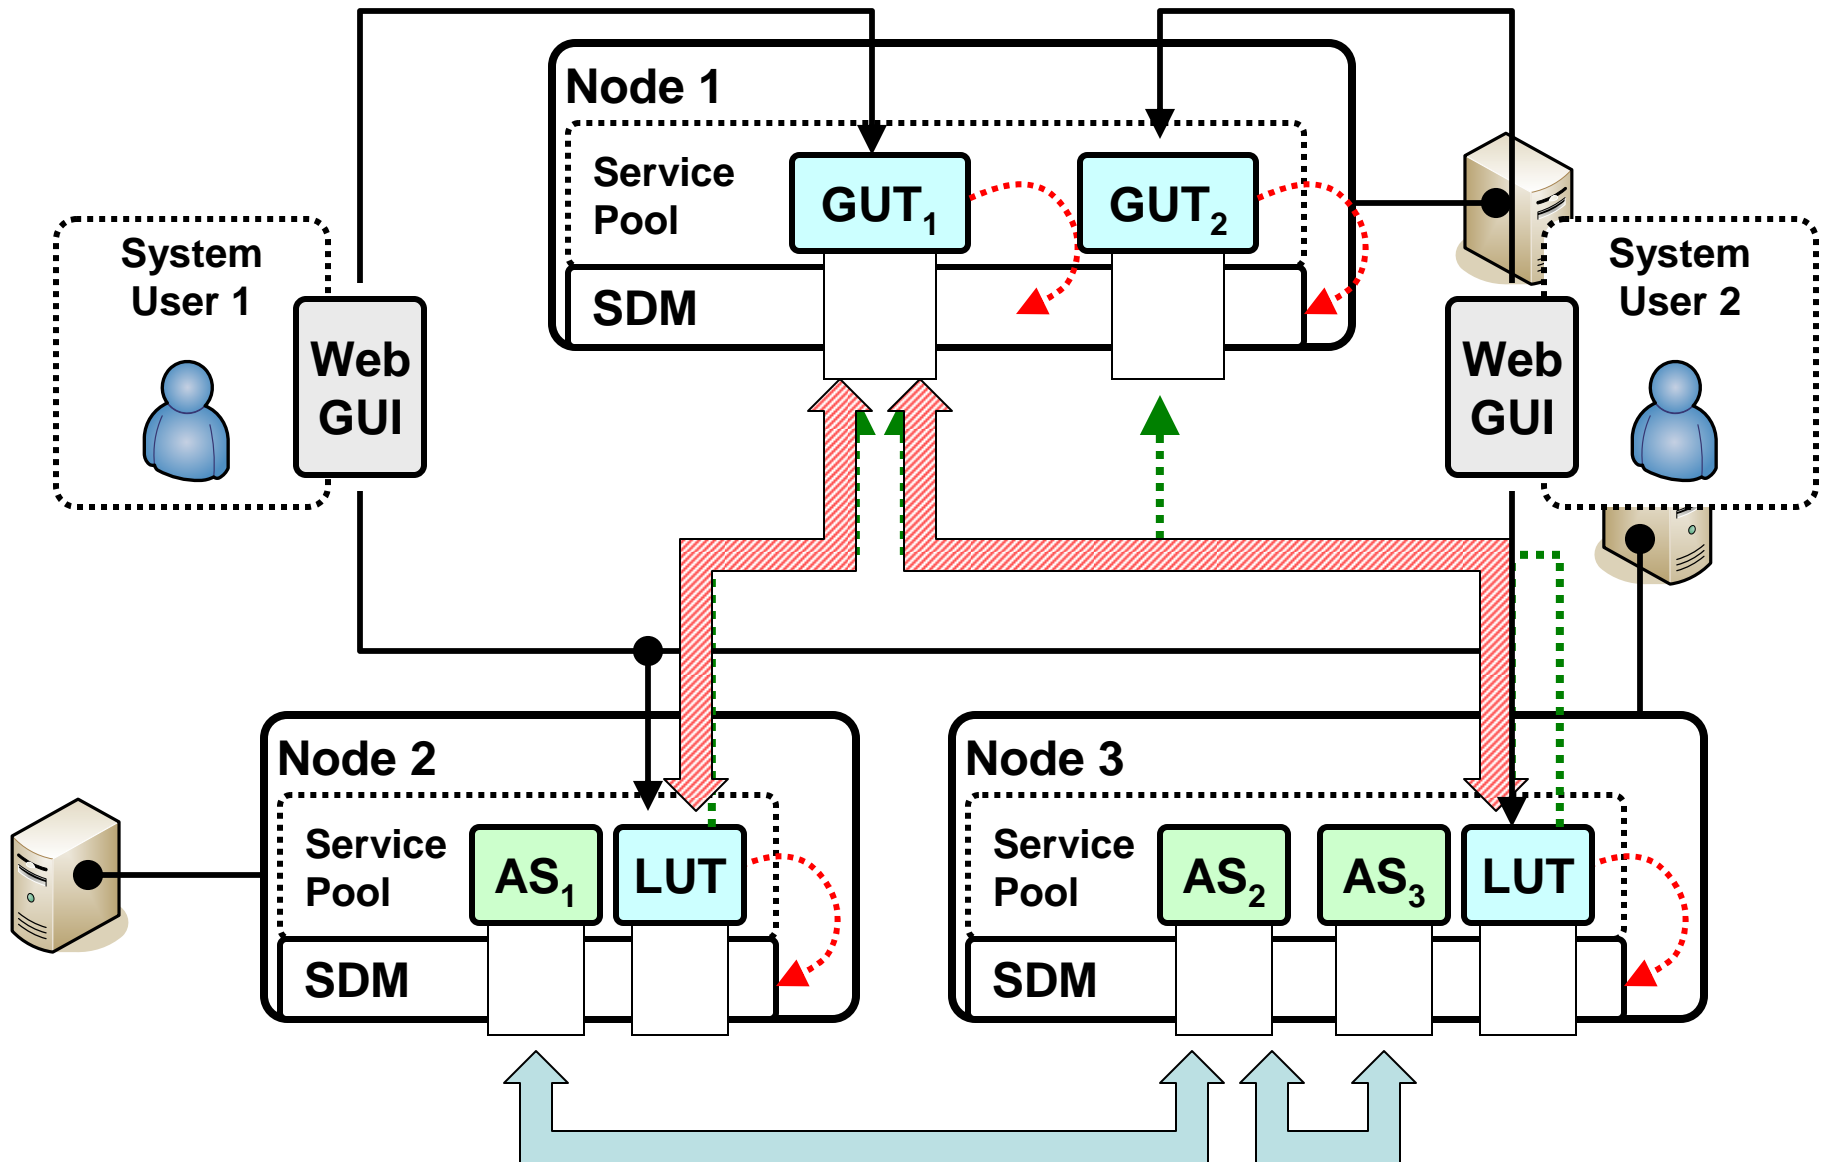 Node 1
Service
Pool
GUT1
GUT2
SDM
System
User 1
Web
GUI
System
User 2
Web
GUI
Node 2
Service
Pool
AS1
LUT
SDM
Node 3
Service
Pool
AS2
AS3
LUT
SDM